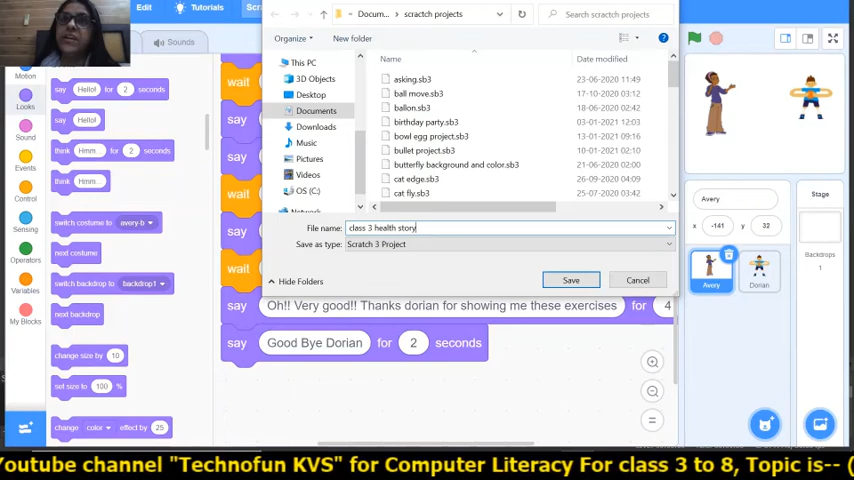 Edit
Tutorials
Scra
Docum... > scractch projects
Search scractch projects
Organize
New folder
Sounds
This PC
3D Objects
Desktop
Documents
Downloads
Music
Pictures
Videos
OS (C:)
Network
Name
Date modified
asking.sb3 23-06-2020 11:49
ball move.sb3 17-10-2020 03:12
ballon.sb3 18-06-2020 02:42
birthday party.sb3 03-01-2021 12:03
bowl egg project.sb3 13-01-2021 09:16
bullet project.sb3 10-01-2021 02:10
butterfly background and color.sb3 21-06-2020 02:00
cat edge.sb3 25-06-2020 03:04
cat fly.sb3 25-07-2020 03:42
File name: class 3 health story
Save as type: Scratch 3 Project
Hide Folders
Save
Cancel
Motion
Looks
Sound
Events
Control
Sensing
Operators
Variables
My Blocks
say Hello! for 2 seconds
say Hello!
think Hmm... for 2 seconds
think Hmm...
switch costume to avery-b
next costume
switch backdrop to backdrop1
next backdrop
change size by 10
set size to 100 %
change color effect by 25
wait
say
say
wait
say
wait
say Oh!! Very good!! Thanks dorian for showing me these exercises for 4
say Good Bye Dorian for 2 seconds
Avery
x -141 y 32
Avery
Dorian
Stage
Backdrops
1
Youtube channel "Technofun KVS" for Computer Literacy For class 3 to 8, Topic is-- (